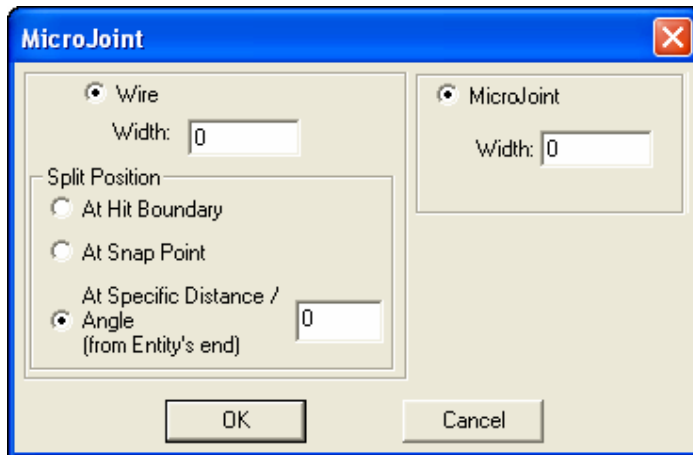 MicroJoint
Wire
Width: 0
Split Position
At Hit Boundary
At Snap Point
At Specific Distance /
Angle
(from Entity's end)
0
MicroJoint
Width: 0
OK
Cancel